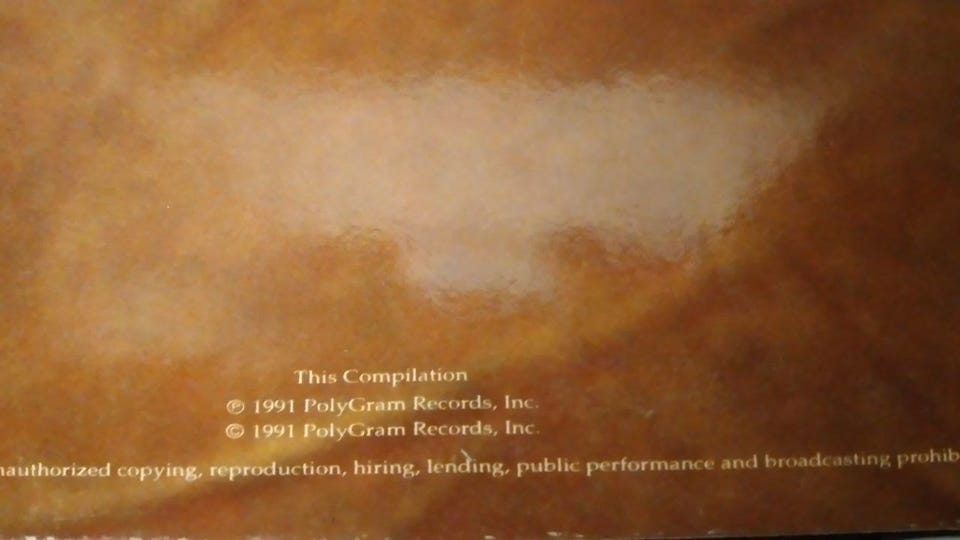 This Compilation
℗ 1991 PolyGram Records, Inc.
© 1991 PolyGram Records, Inc.
nauthorized copying, reproduction, hiring, lending, public performance and broadcasting prohib